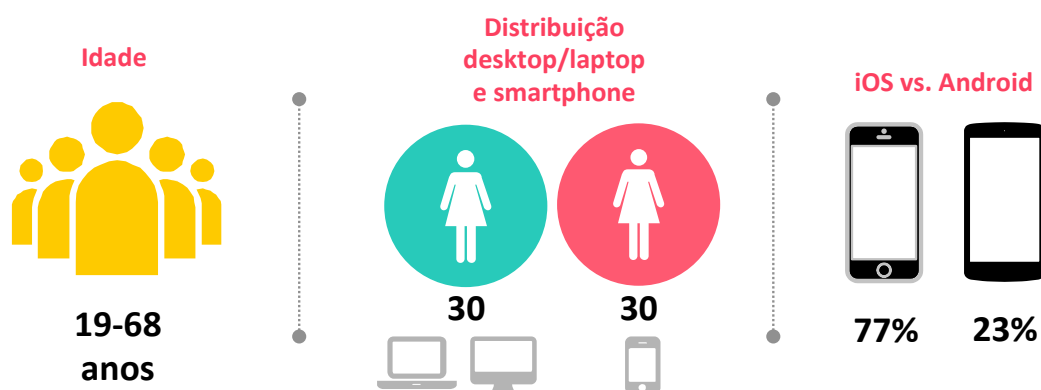 Idade
19-68
anos
Distribuição
desktop/laptop
e smartphone
30
30
iOS vs. Android
77%
23%